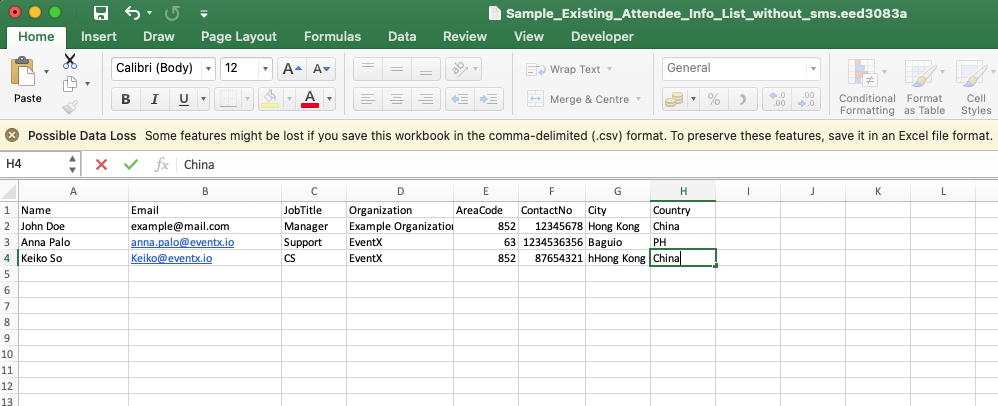 Sample_Existing_Attendee_Info_List_without_sms.eed3083a
Home Insert Draw Page Layout Formulas Data Review View Developer
Paste Calibri (Body) 12 A A Wrap Text General
B I U A Merge & Centre % Conditional Formatting Format as Table Cell Styles
Possible Data Loss Some features might be lost if you save this workbook in the comma-delimited (.csv) format. To preserve these features, save it in an Excel file format.
H4 fx China
A B C D E F G H I J K L
1 Name Email JobTitle Organization AreaCode ContactNo City Country
2 John Doe example@mail.com Manager Example Organization 852 12345678 Hong Kong China
3 Anna Palo anna.palo@eventx.io Support EventX 63 1234536356 Baguio PH
4 Keiko So Keiko@eventx.io CS EventX 852 87654321 hHong Kong China
5
6
7
8
9
10
11
12
13